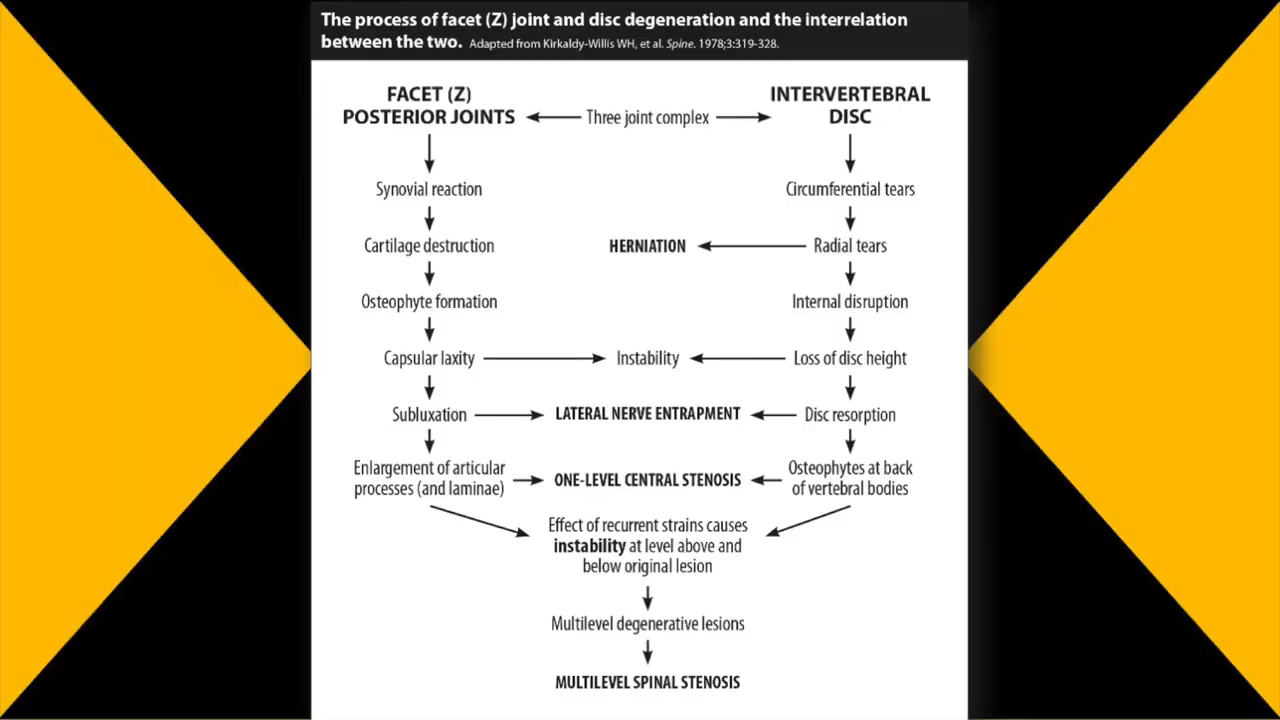 The process of facet (Z) joint and disc degeneration and the interrelation
between the two. Adapted from Kirkaldy-Willis WH, et al. Spine. 1978;3:319-328.
FACET (Z)
POSTERIOR JOINTS
Three joint complex
INTERVERTEBRAL
DISC
Synovial reaction
Circumferential tears
Cartilage destruction
HERNIATION
Radial tears
Osteophyte formation
Internal disruption
Capsular laxity
Instability
Loss of disc height
Subluxation
LATERAL NERVE ENTRAPMENT
Disc resorption
Enlargement of articular
processes (and laminae)
ONE-LEVEL CENTRAL STENOSIS
Osteophytes at back
of vertebral bodies
Effect of recurrent strains causes
instability at level above and
below original lesion
Multilevel degenerative lesions
MULTILEVEL SPINAL STENOSIS